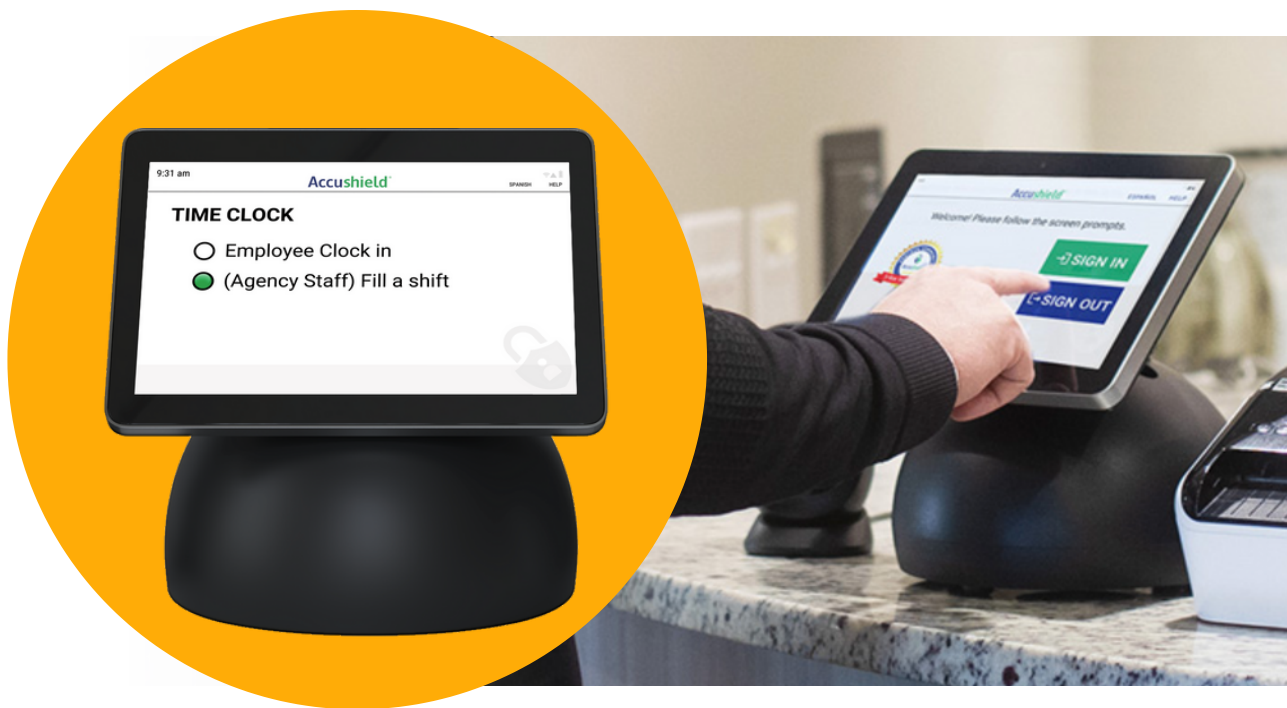 9:31 am
Accushield
SPANISH HELP
TIME CLOCK
Employee Clock in
(Agency Staff) Fill a shift
Accushield
ESPAÑOL HELP
Welcome! Please follow the screen prompts.
SIGN IN
SIGN OUT